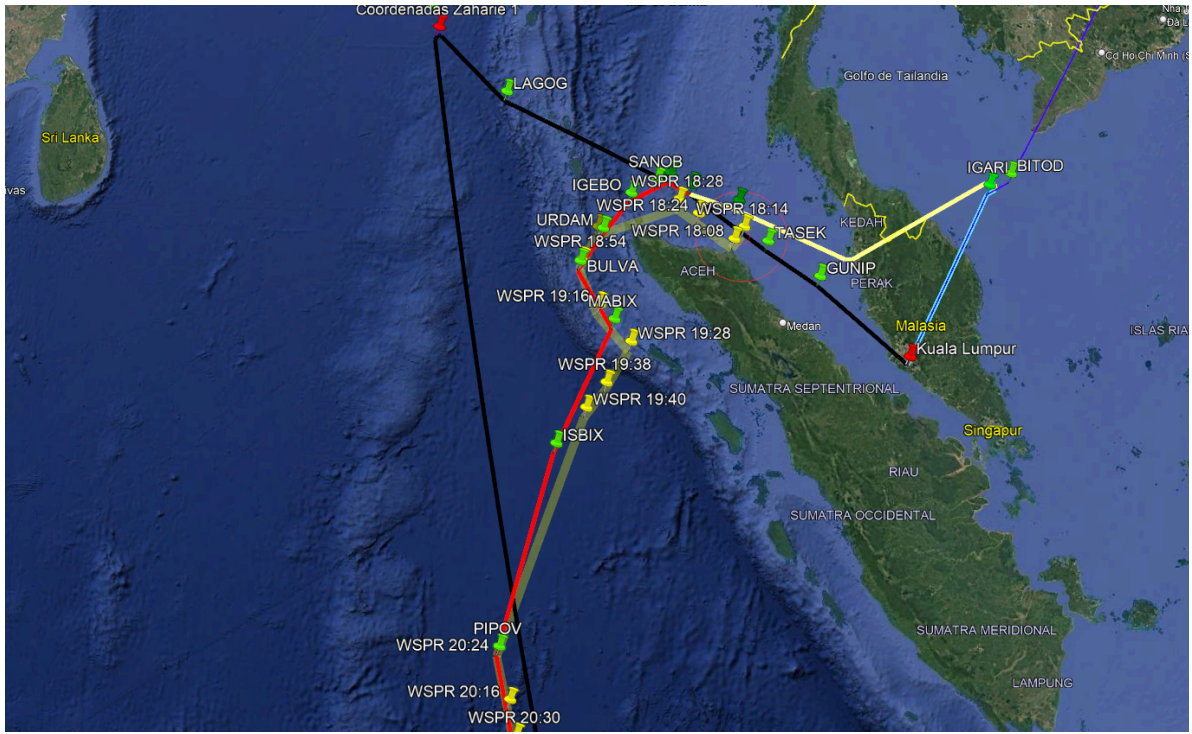 Coordenadas Zaharie 1
Nha T
Cd Ho Chi Minh (S
Golfo de Tailandia
LAGOG
Sri Lanka
SANOB
IGARI
BITOD
IGEBO
WSPR 18:28
WSPR 18:24
WSPR 18:14
KEDAH
URDAM
WSPR 18:08
TASEK
WSPR 18:54
BULVA
ACEH
GUNIP
PERAK
WSPR 19:16
MABIX
Medan
Malasia
ISLAS RIA
WSPR 19:28
Kuala Lumpur
WSPR 19:38
SUMATRA SEPTENTRIONAL
WSPR 19:40
ISBIX
Singapur
RIAU
SUMATRA OCCIDENTAL
PIPOV
WSPR 20:24
SUMATRA MERIDIONAL
LAMPUNG
WSPR 20:16
WSPR 20:30